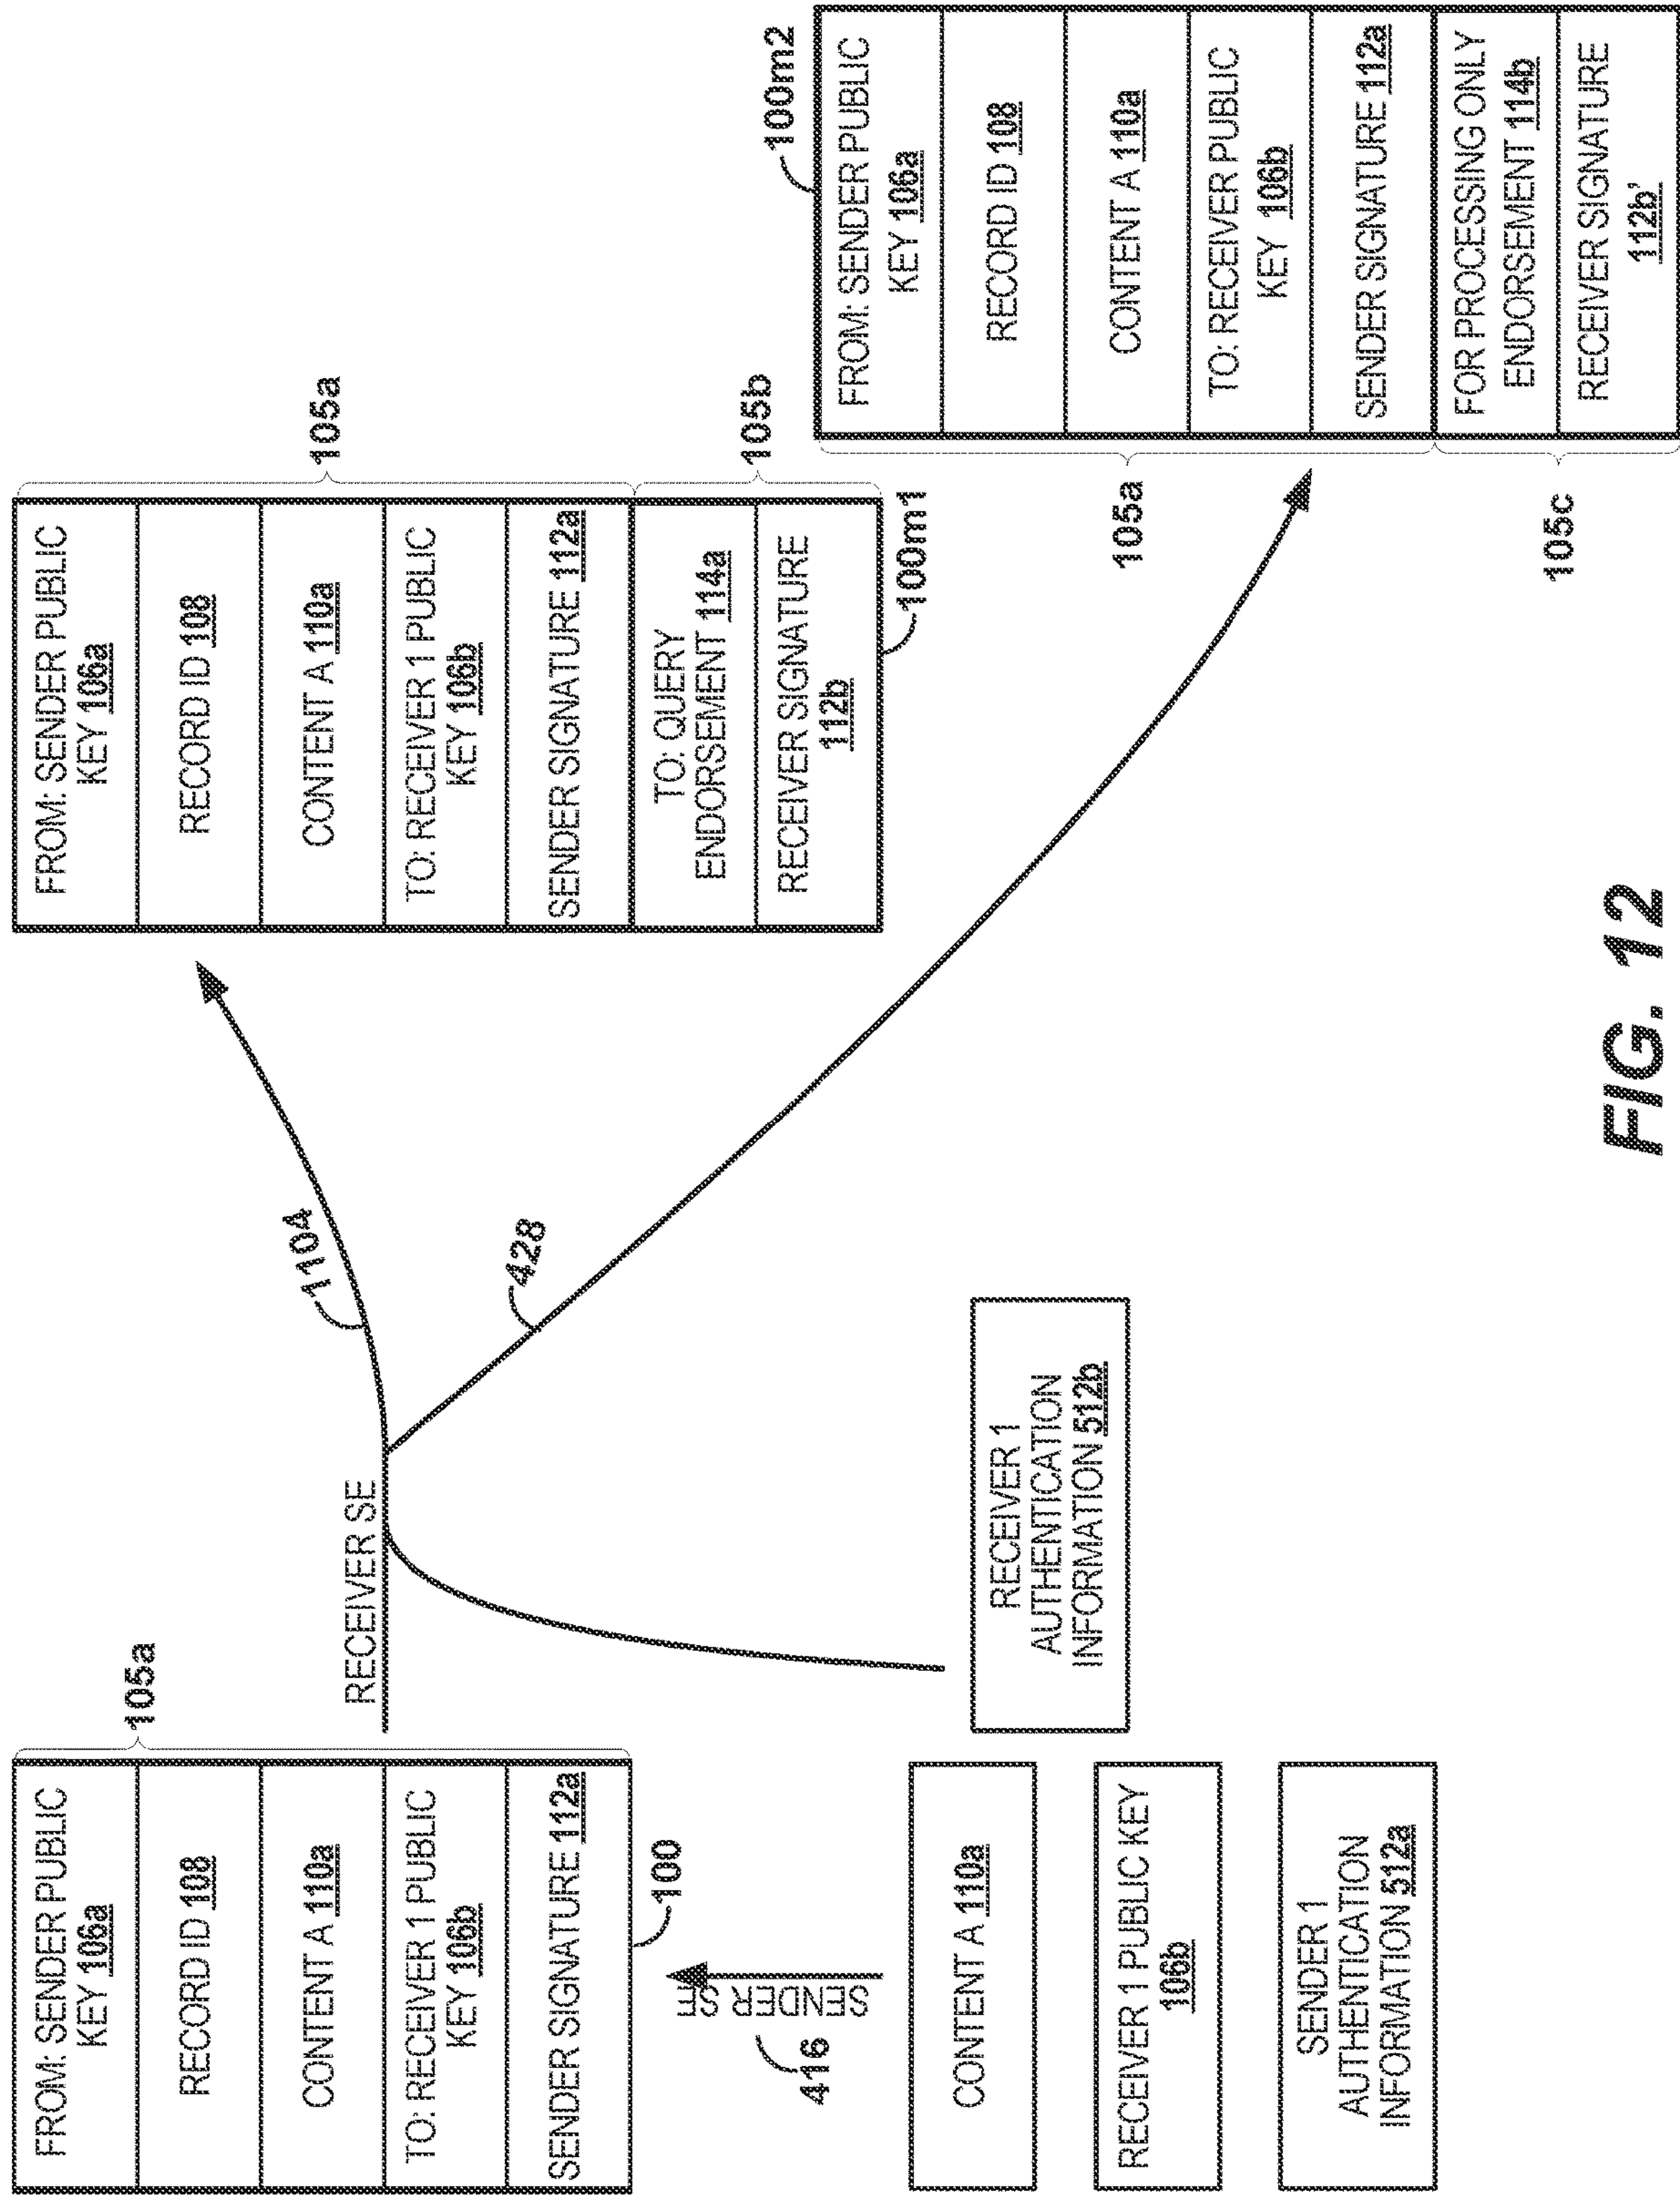 105a
FROM: SENDER PUBLIC
KEY 106a
RECORD ID 108
CONTENT A 110a
TO: RECEIVER 1 PUBLIC
KEY 106b
SENDER SIGNATURE 112a
100
416
SENDER SE
CONTENT A 110a
RECEIVER 1 PUBLIC KEY
106b
SENDER 1
AUTHENTICATION
INFORMATION 512a
RECEIVER SE
RECEIVER 1
AUTHENTICATION
INFORMATION 512b
1104
428
FROM: SENDER PUBLIC
KEY 106a
RECORD ID 108
CONTENT A 110a
TO: RECEIVER 1 PUBLIC
KEY 106b
SENDER SIGNATURE 112a
TO: QUERY
ENDORSEMENT 114a
RECEIVER SIGNATURE
112b
105a
105b
100m1
100m2
FROM: SENDER PUBLIC
KEY 106a
RECORD ID 108
CONTENT A 110a
TO: RECEIVER PUBLIC
KEY 106b
SENDER SIGNATURE 112a
FOR PROCESSING ONLY
ENDORSEMENT 114b
RECEIVER SIGNATURE
112b'
105a
105c
FIG. 12